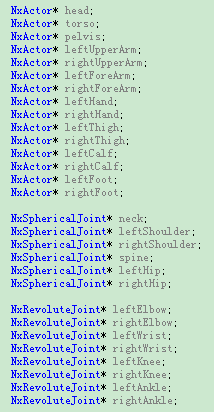 NxActor* head;
NxActor* torso;
NxActor* pelvis;
NxActor* leftUpperArm;
NxActor* rightUpperArm;
NxActor* leftForeArm;
NxActor* rightForeArm;
NxActor* leftHand;
NxActor* rightHand;
NxActor* leftThigh;
NxActor* rightThigh;
NxActor* leftCalf;
NxActor* rightCalf;
NxActor* leftFoot;
NxActor* rightFoot;
NxSphericalJoint* neck;
NxSphericalJoint* leftShoulder;
NxSphericalJoint* rightShoulder;
NxSphericalJoint* spine;
NxSphericalJoint* leftHip;
NxSphericalJoint* rightHip;
NxRevoluteJoint* leftElbow;
NxRevoluteJoint* rightElbow;
NxRevoluteJoint* leftWrist;
NxRevoluteJoint* rightWrist;
NxRevoluteJoint* leftKnee;
NxRevoluteJoint* rightKnee;
NxRevoluteJoint* leftAnkle;
NxRevoluteJoint* rightAnkle;